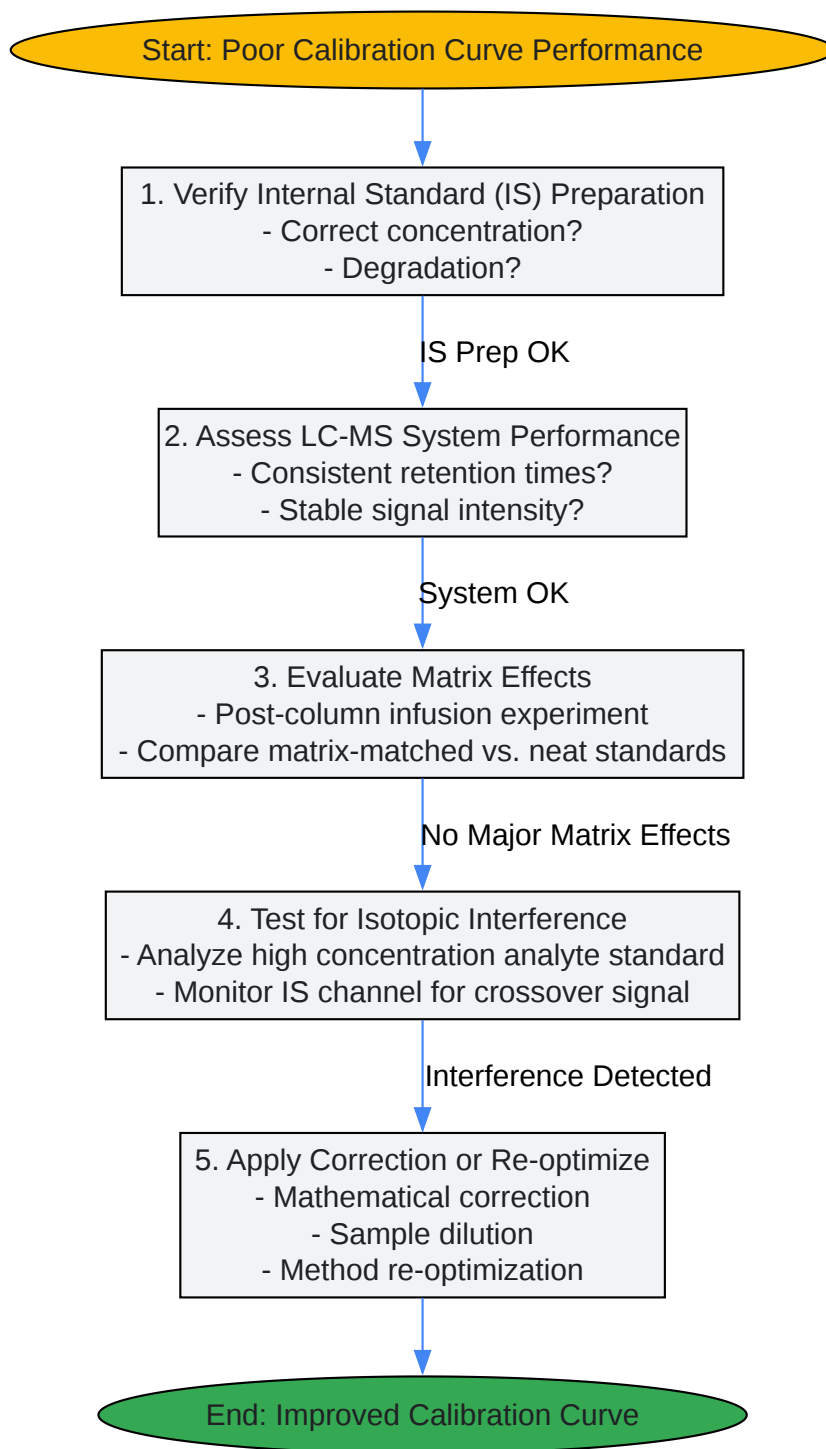 Start: Poor Calibration Curve Performance
1. Verify Internal Standard (IS) Preparation
- Correct concentration?
- Degradation?
IS Prep OK
2. Assess LC-MS System Performance
- Consistent retention times?
- Stable signal intensity?
System OK
3. Evaluate Matrix Effects
- Post-column infusion experiment
- Compare matrix-matched vs. neat standards
No Major Matrix Effects
4. Test for Isotopic Interference
- Analyze high concentration analyte standard
- Monitor IS channel for crossover signal
Interference Detected
5. Apply Correction or Re-optimize
- Mathematical correction
- Sample dilution
- Method re-optimization
End: Improved Calibration Curve